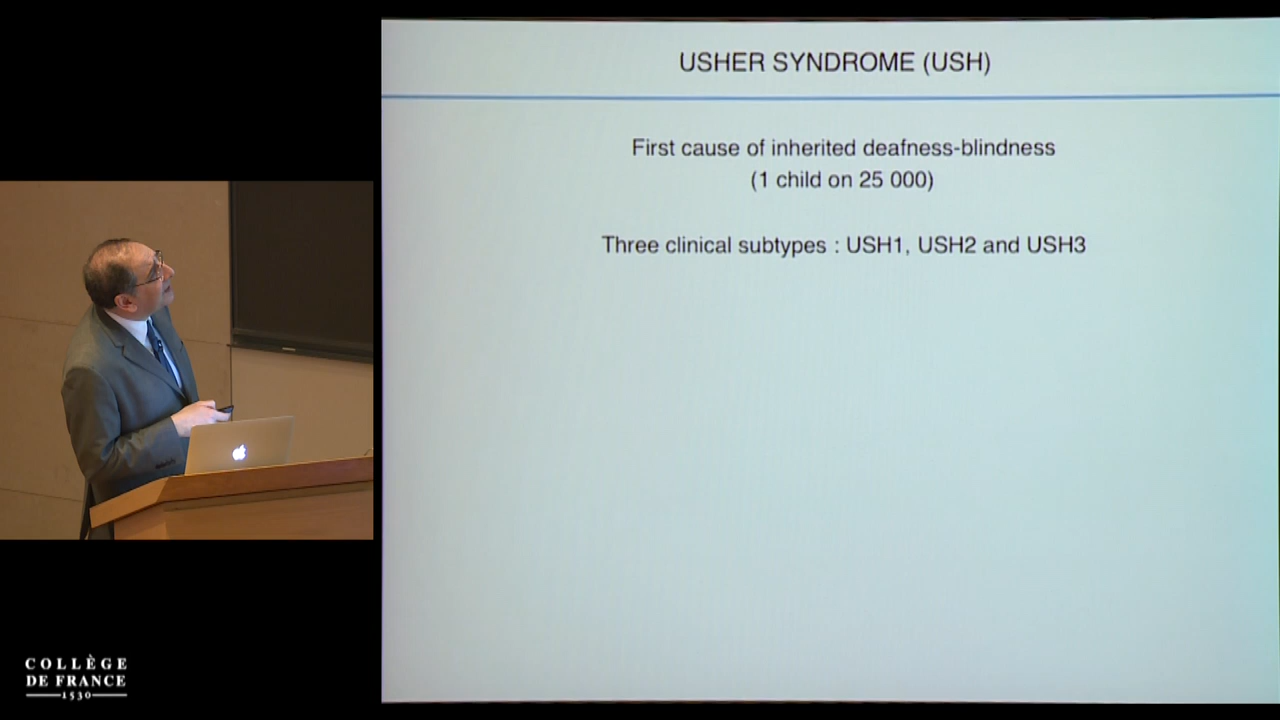 USHER SYNDROME (USH)
First cause of inherited deafness-blindness
(1 child on 25 000)
Three clinical subtypes : USH1, USH2 and USH3
COLLÈGE
DE FRANCE
1530